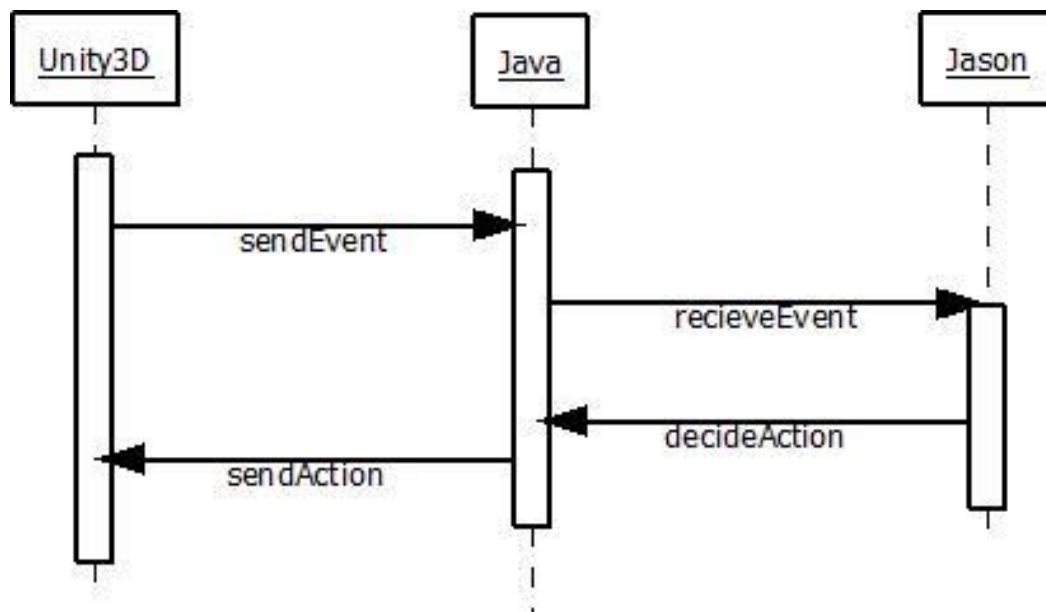 Unity3D
Java
Jason
sendEvent
recieveEvent
decideAction
sendAction